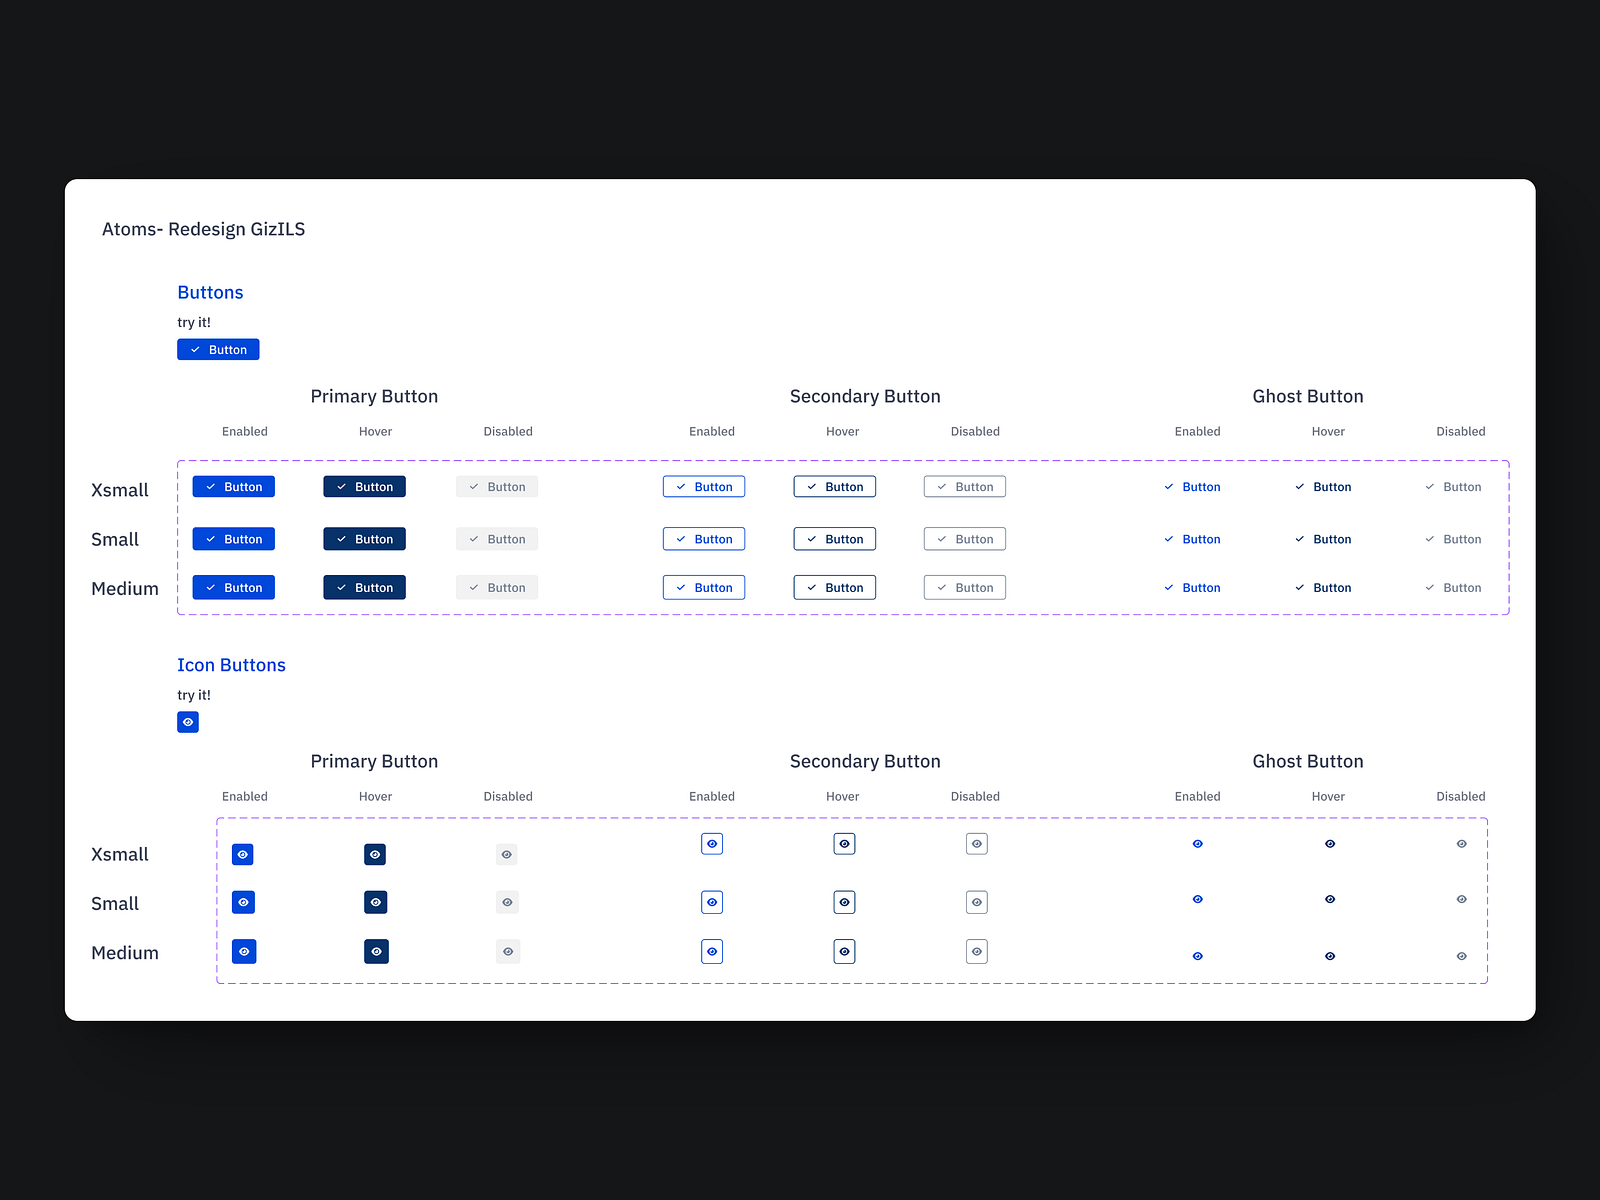 Atoms- Redesign GizILS
Buttons
try it!
Button
Primary Button Secondary Button Ghost Button
Enabled Hover Disabled Enabled Hover Disabled Enabled Hover Disabled
Xsmall Button Button Button Button Button Button Button Button Button
Small Button Button Button Button Button Button Button Button Button
Medium Button Button Button Button Button Button Button Button Button
Icon Buttons
try it!
Primary Button Secondary Button Ghost Button
Enabled Hover Disabled Enabled Hover Disabled Enabled Hover Disabled
Xsmall
Small
Medium